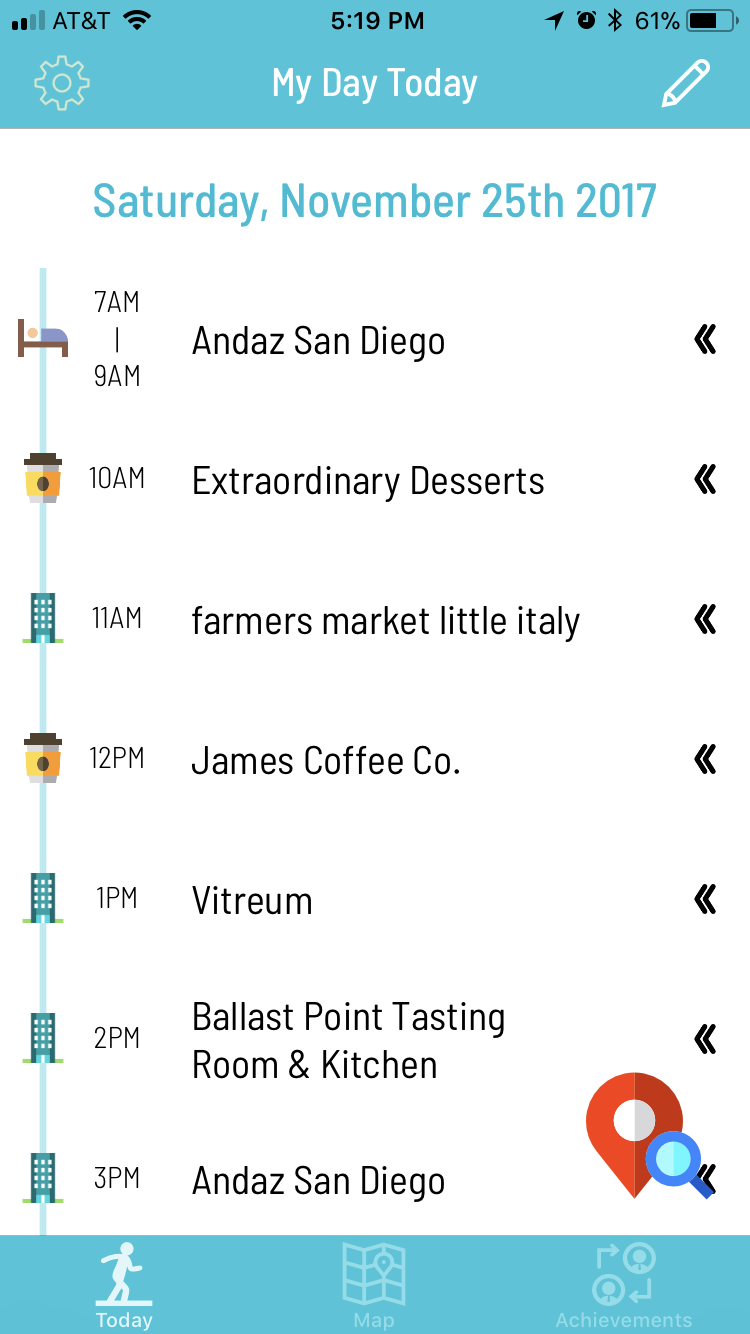 AT&T 5:19 PM 61%
My Day Today
Saturday, November 25th 2017
7AM
|
9AM
Andaz San Diego
10AM Extraordinary Desserts
11AM farmers market little italy
12PM James Coffee Co.
1PM Vitreum
2PM Ballast Point Tasting
Room & Kitchen
3PM Andaz San Diego
Today Map Achievements